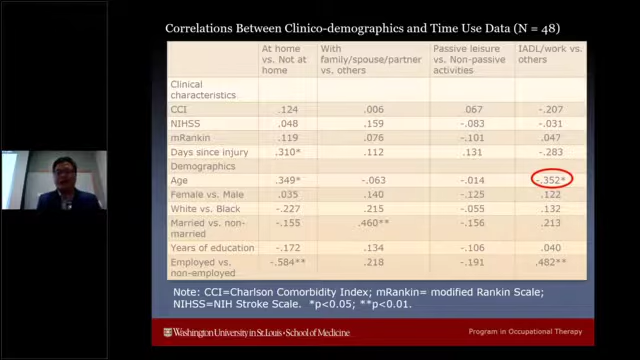 Correlations Between Clinico-demographics and Time Use Data (N = 48)
At home vs. Not at home | With family/spouse/partner vs. others | Passive leisure vs. Non-passive activities | IADL/work vs. others
Clinical characteristics
CCI .124 .006 067 -.207
NIHSS ,048 .159 -.083 -.031
mRankin .119 .076 -.101 .047
Days since injury .310* .112 .131 -.283
Demographics
Age .349* -.063 -.014 -.352*
Female vs. Male .035 .140 -.125 .122
White vs. Black -.227 .215 -.055 .132
Married vs. non-married -.155 .460** -.156 .213
Years of education -.172 .134 -.106 .040
Employed vs. non-employed -.584** .218 -.191 .482**
Note: CCI=Charlson Comorbidity Index; mRankin= modified Rankin Scale;
NIHSS=NIH Stroke Scale. *p<0.05; **p<0.01.
Washington University in St. Louis • School of Medicine
Program in Occupational Therapy